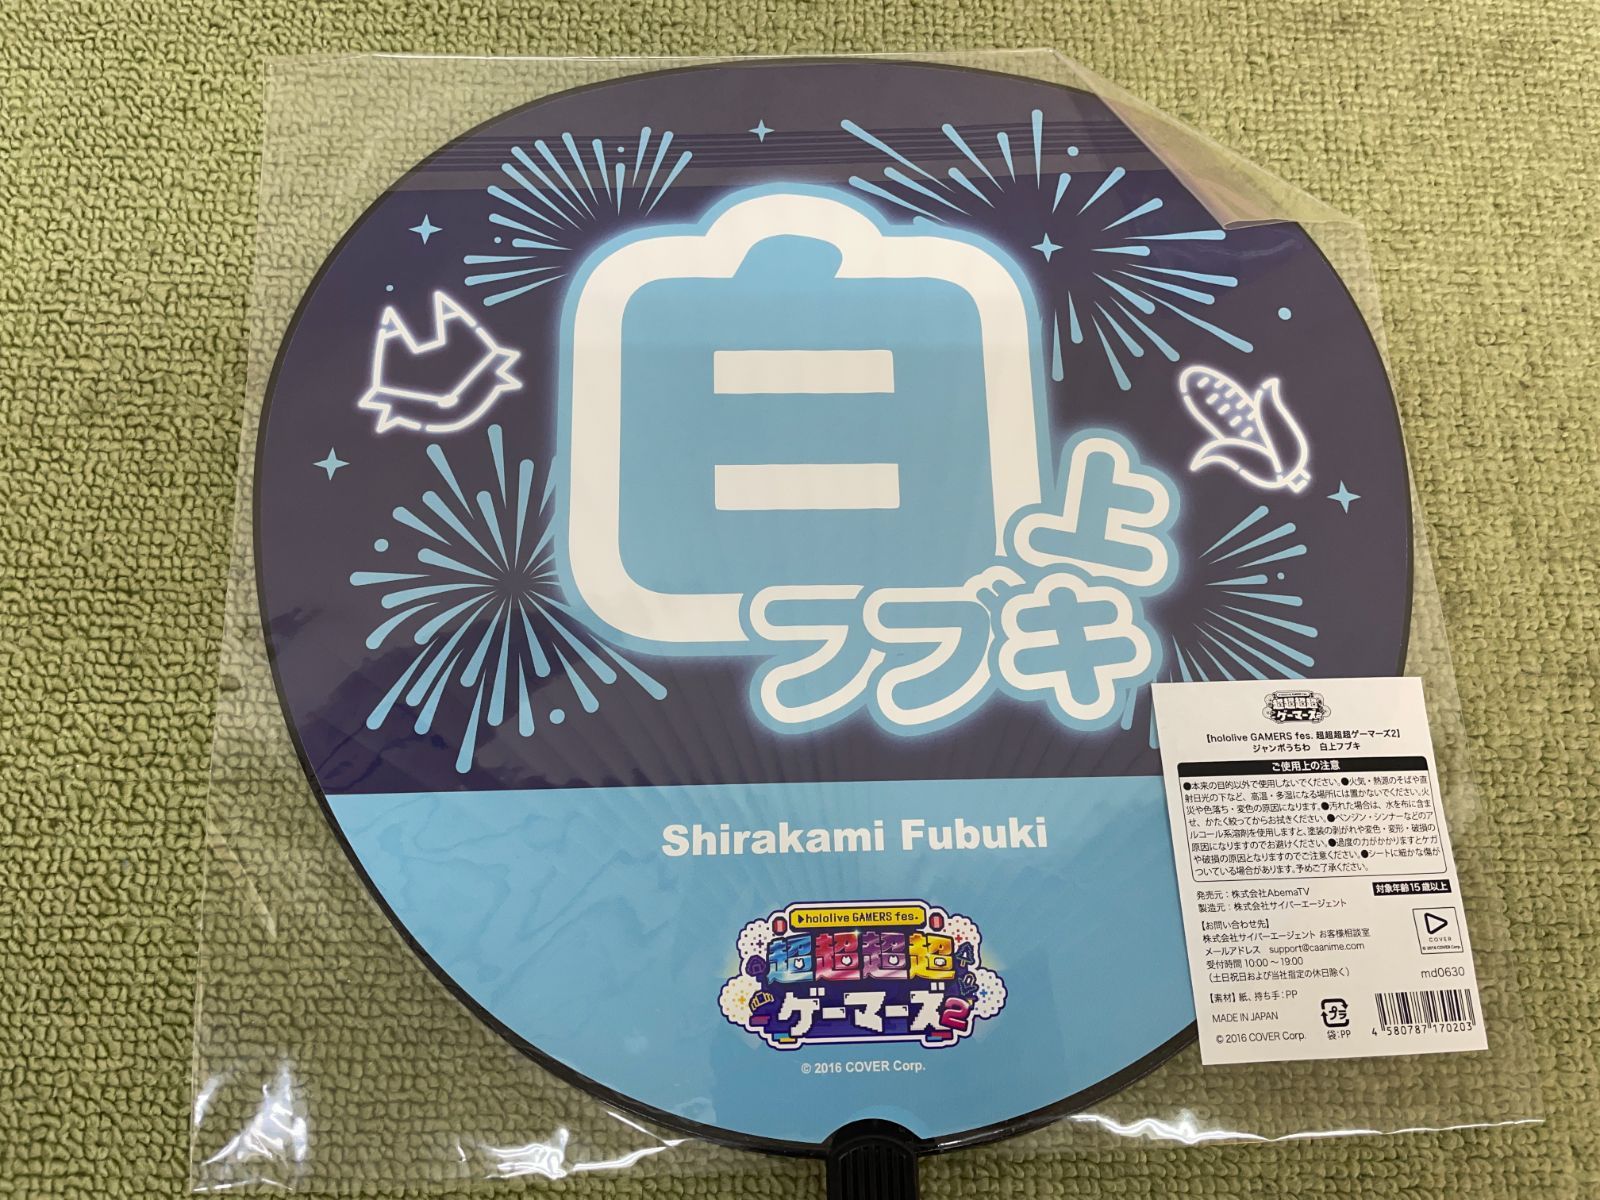 白上
フブキ
Shirakami Fubuki
hololive GAMERS fes.
超超超超
ゲーマーズ2
© 2016 COVER Corp.
超超超超
ゲーマーズ2
【hololive GAMERS fes. 超超超超ゲーマーズ2】
ジャンボうちわ 白上フブキ
ご使用上の注意
●本来の目的以外で使用しないでください。●火気・熱源のそばや直
射日光の下など、高温・多湿になる場所には置かないでください。火
災や色落ち・変色の原因になります。●汚れた場合は、水を布に含ま
せ、かたく絞ってからお拭きください。●ベンジン・シンナーなどのア
ルコール系溶剤を使用しますと、塗装の剥がれや変色・変形・破損の
原因になりますのでお避けください。●過度の力がかかりますとケガ
や破損の原因となりますのでご注意ください。●シートに細かな傷が
ついている場合があります。予めご了承ください。
対象年齢15歳以上
発売元：株式会社AbemaTV
製造元：株式会社サイバーエージェント
【お問い合わせ先】
株式会社サイバーエージェント お客様相談室
メールアドレス support@caanime.com
受付時間 10:00～19:00
（土日祝日および当社指定の休日除く）
COVER
© 2016 COVER Corp.
md0630
【素材】紙、持ち手：PP
MADE IN JAPAN
© 2016 COVER Corp.
プラ
袋：PP
4 580787 170203